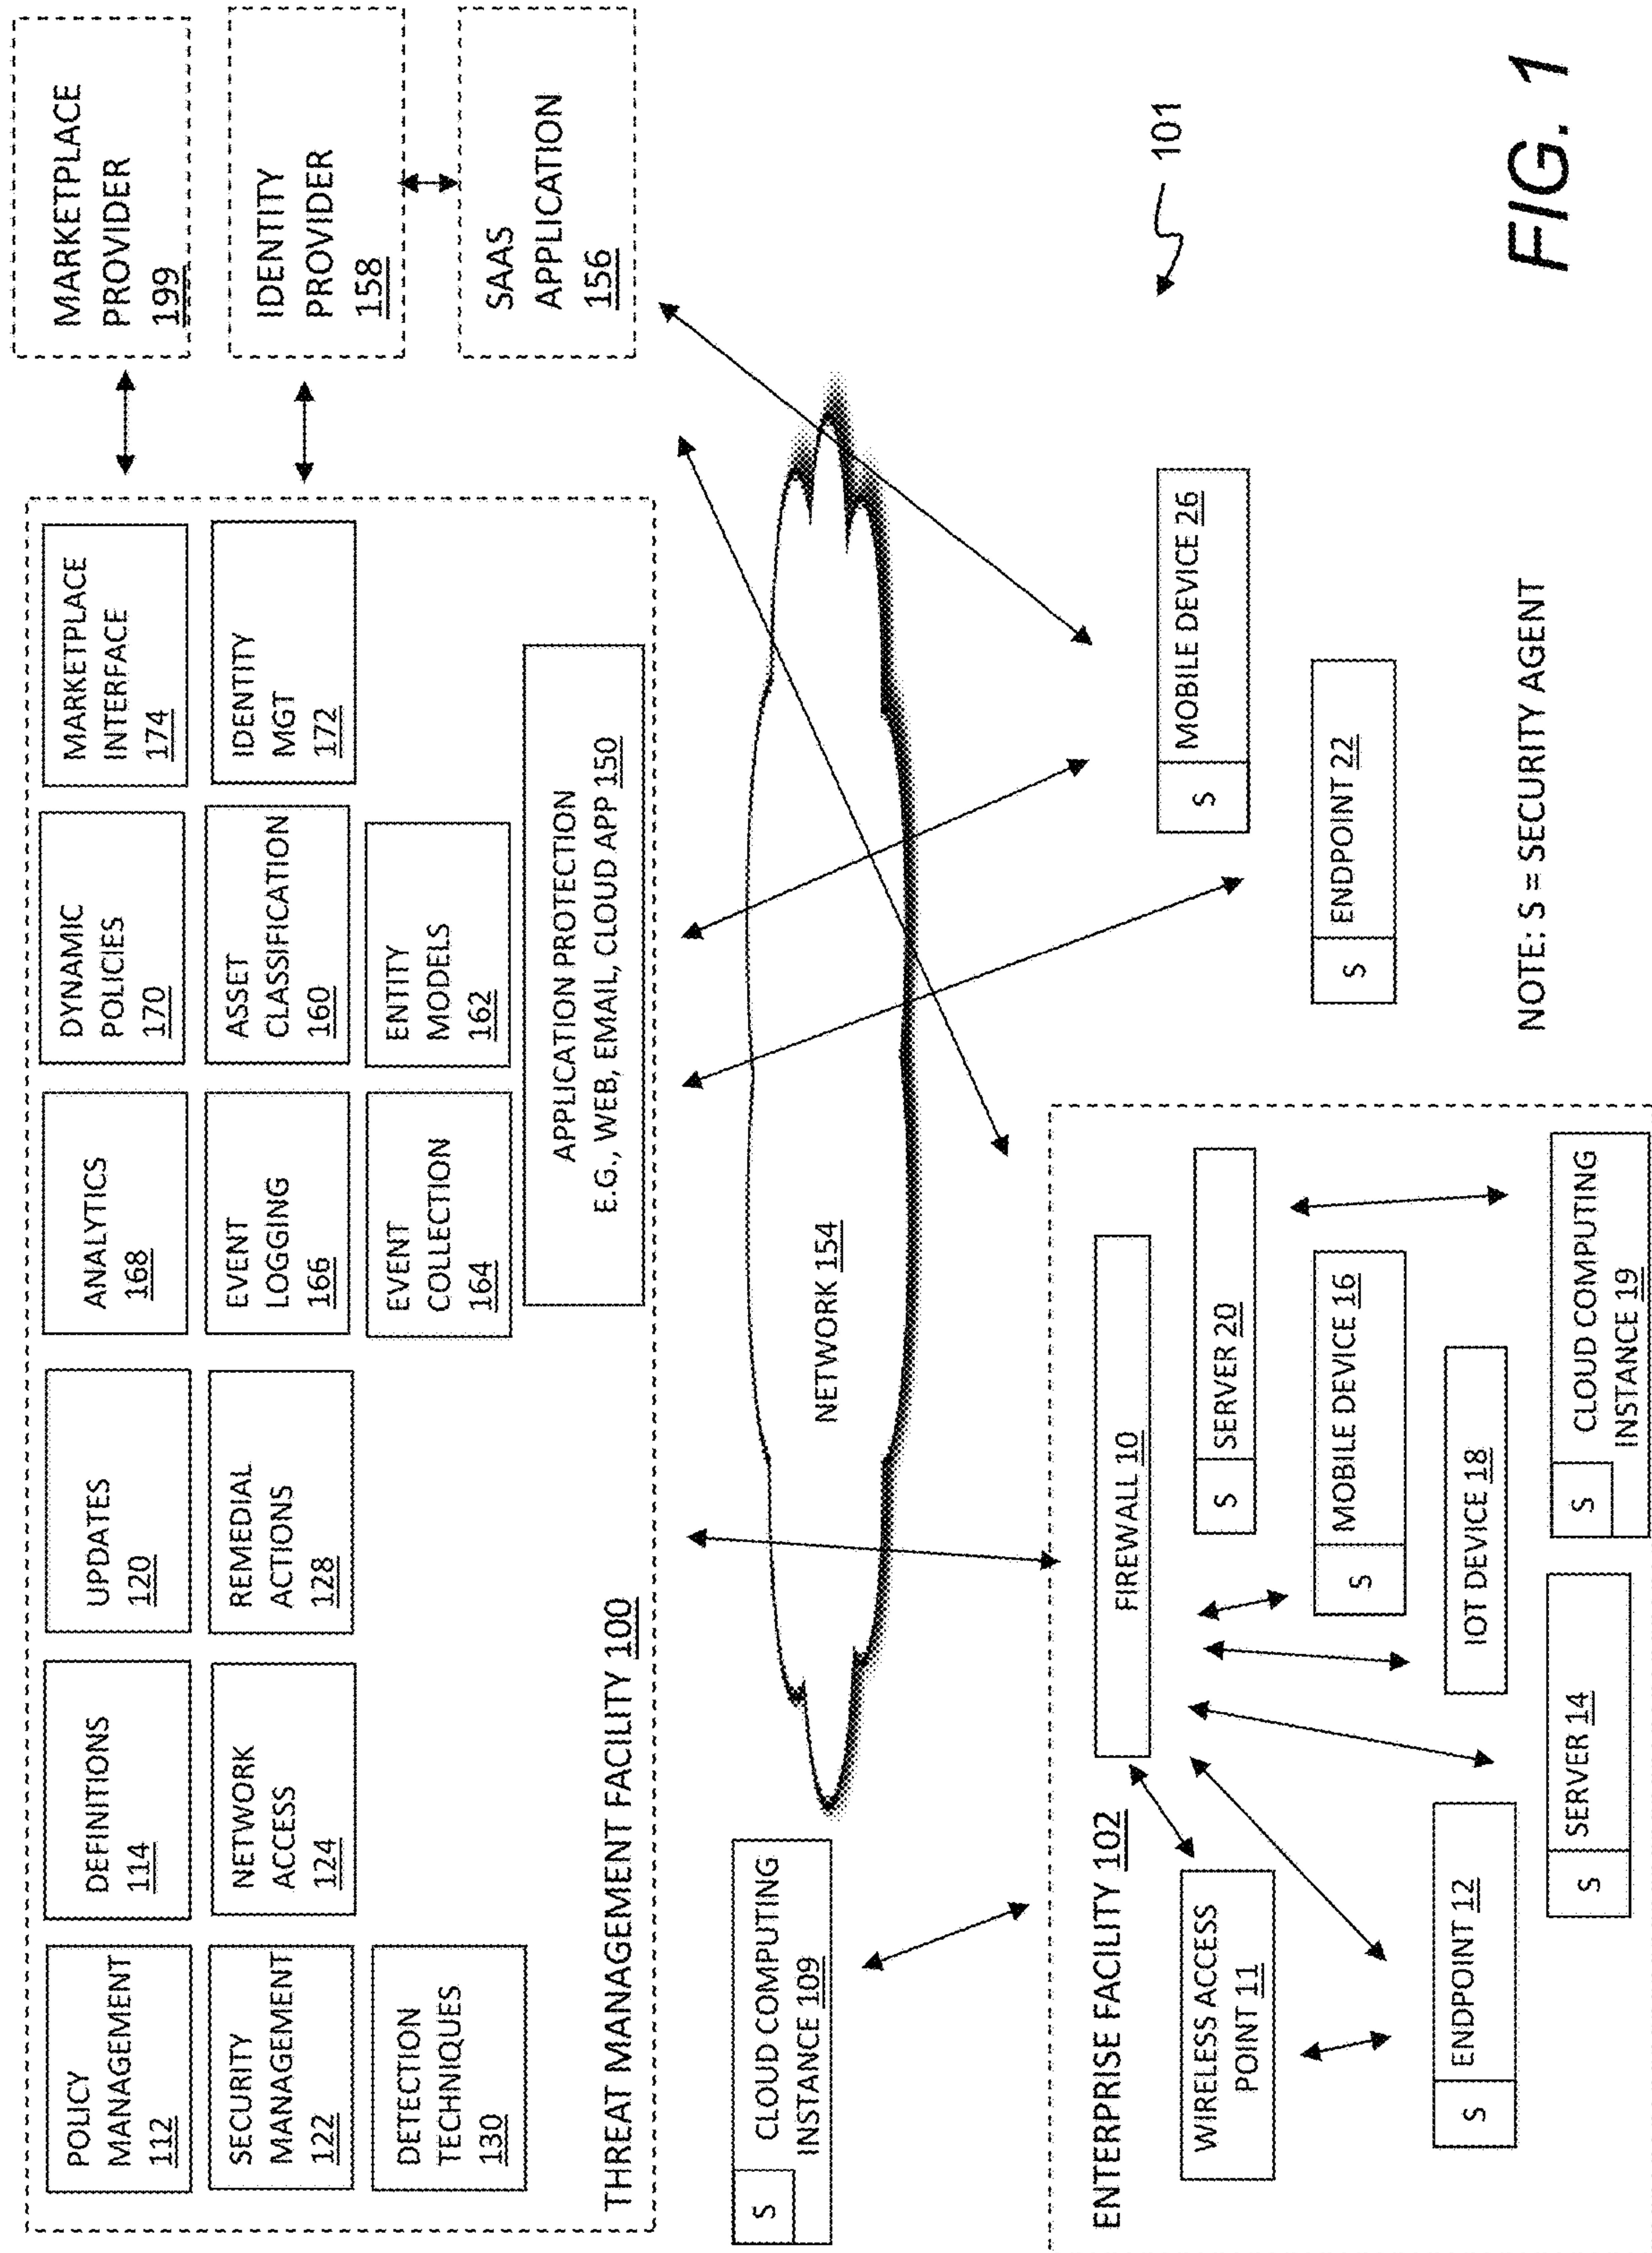 POLICY
MANAGEMENT
112
DEFINITIONS
114
UPDATES
120
ANALYTICS
168
DYNAMIC
POLICIES
170
MARKETPLACE
INTERFACE
174
MARKETPLACE
PROVIDER
199
SECURITY
MANAGEMENT
122
NETWORK
ACCESS
124
REMEDIAL
ACTIONS
128
EVENT
LOGGING
166
ASSET
CLASSIFICATION
160
IDENTITY
MGT
172
IDENTITY
PROVIDER
158
DETECTION
TECHNIQUES
130
EVENT
COLLECTION
164
ENTITY
MODELS
162
SAAS
APPLICATION
156
APPLICATION PROTECTION
E.G., WEB, EMAIL, CLOUD APP 150
THREAT MANAGEMENT FACILITY 100
S
CLOUD COMPUTING
INSTANCE 109
NETWORK 154
101
ENTERPRISE FACILITY 102
FIREWALL 10
WIRELESS ACCESS
POINT 11
S SERVER 20
S MOBILE DEVICE 16
S ENDPOINT 12
IOT DEVICE 18
S SERVER 14
S
CLOUD COMPUTING
INSTANCE 19
S MOBILE DEVICE 26
S ENDPOINT 22
NOTE: S = SECURITY AGENT
FIG. 1